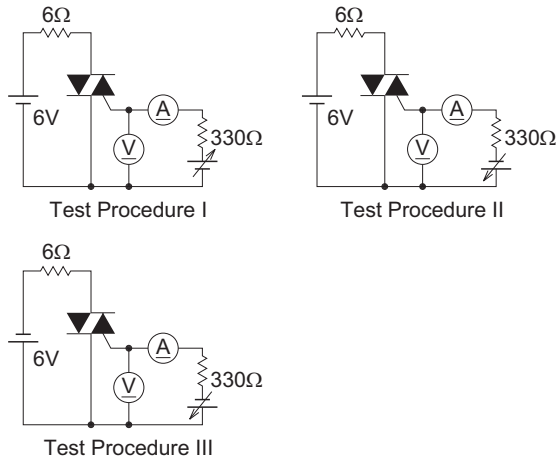 6Ω
6V
A
V
330Ω
Test Procedure I
6Ω
6V
A
V
330Ω
Test Procedure II
6Ω
6V
A
V
330Ω
Test Procedure III